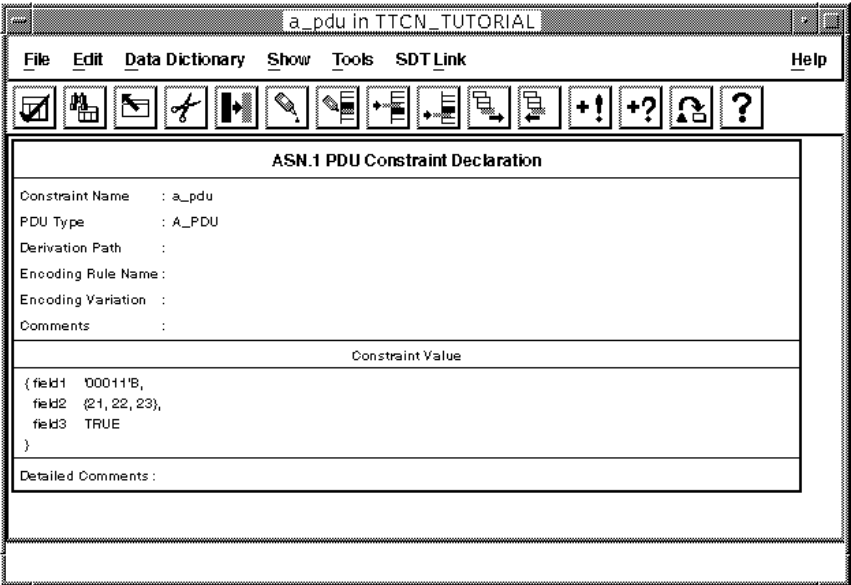 a_pdu in TTCN_TUTORIAL
File Edit Data Dictionary Show Tools SDT Link Help
+! +? ?
ASN.1 PDU Constraint Declaration
Constraint Name : a_pdu
PDU Type : A_PDU
Derivation Path :
Encoding Rule Name :
Encoding Variation :
Comments :
Constraint Value
{ field1 '00011'B,
field2 {21, 22, 23},
field3 TRUE
}
Detailed Comments :